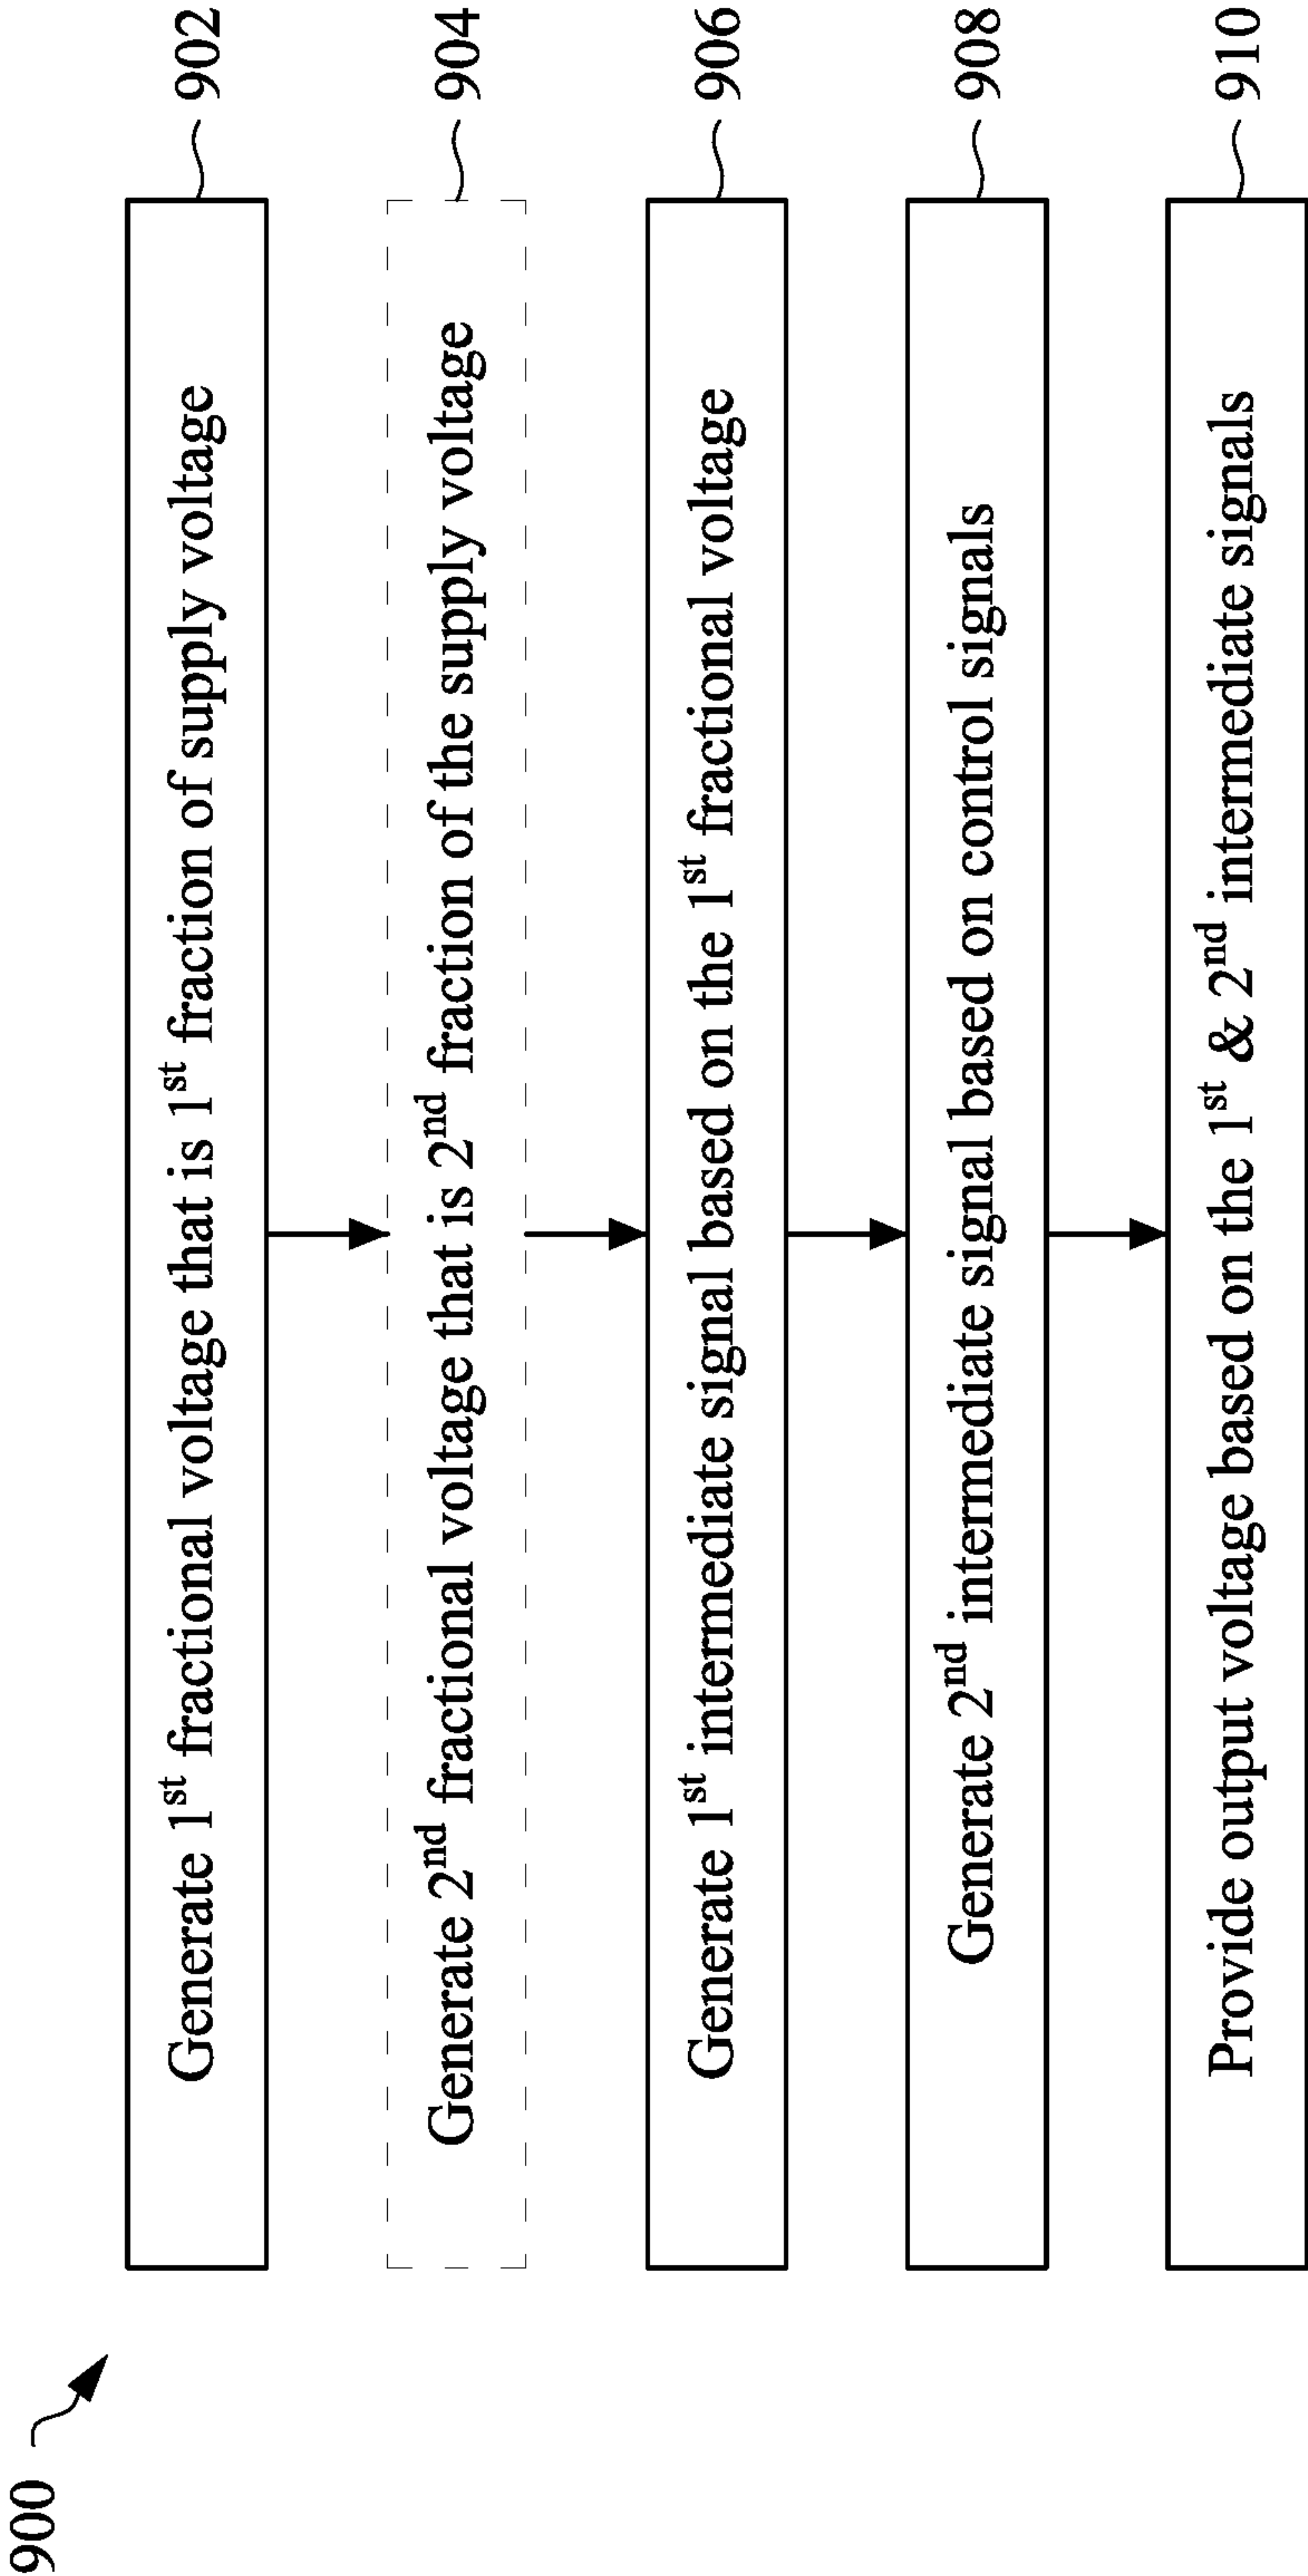 900
Generate 1st fractional voltage that is 1st fraction of supply voltage
902
Generate 2nd fractional voltage that is 2nd fraction of the supply voltage
904
Generate 1st intermediate signal based on the 1st fractional voltage
906
Generate 2nd intermediate signal based on control signals
908
Provide output voltage based on the 1st & 2nd intermediate signals
910